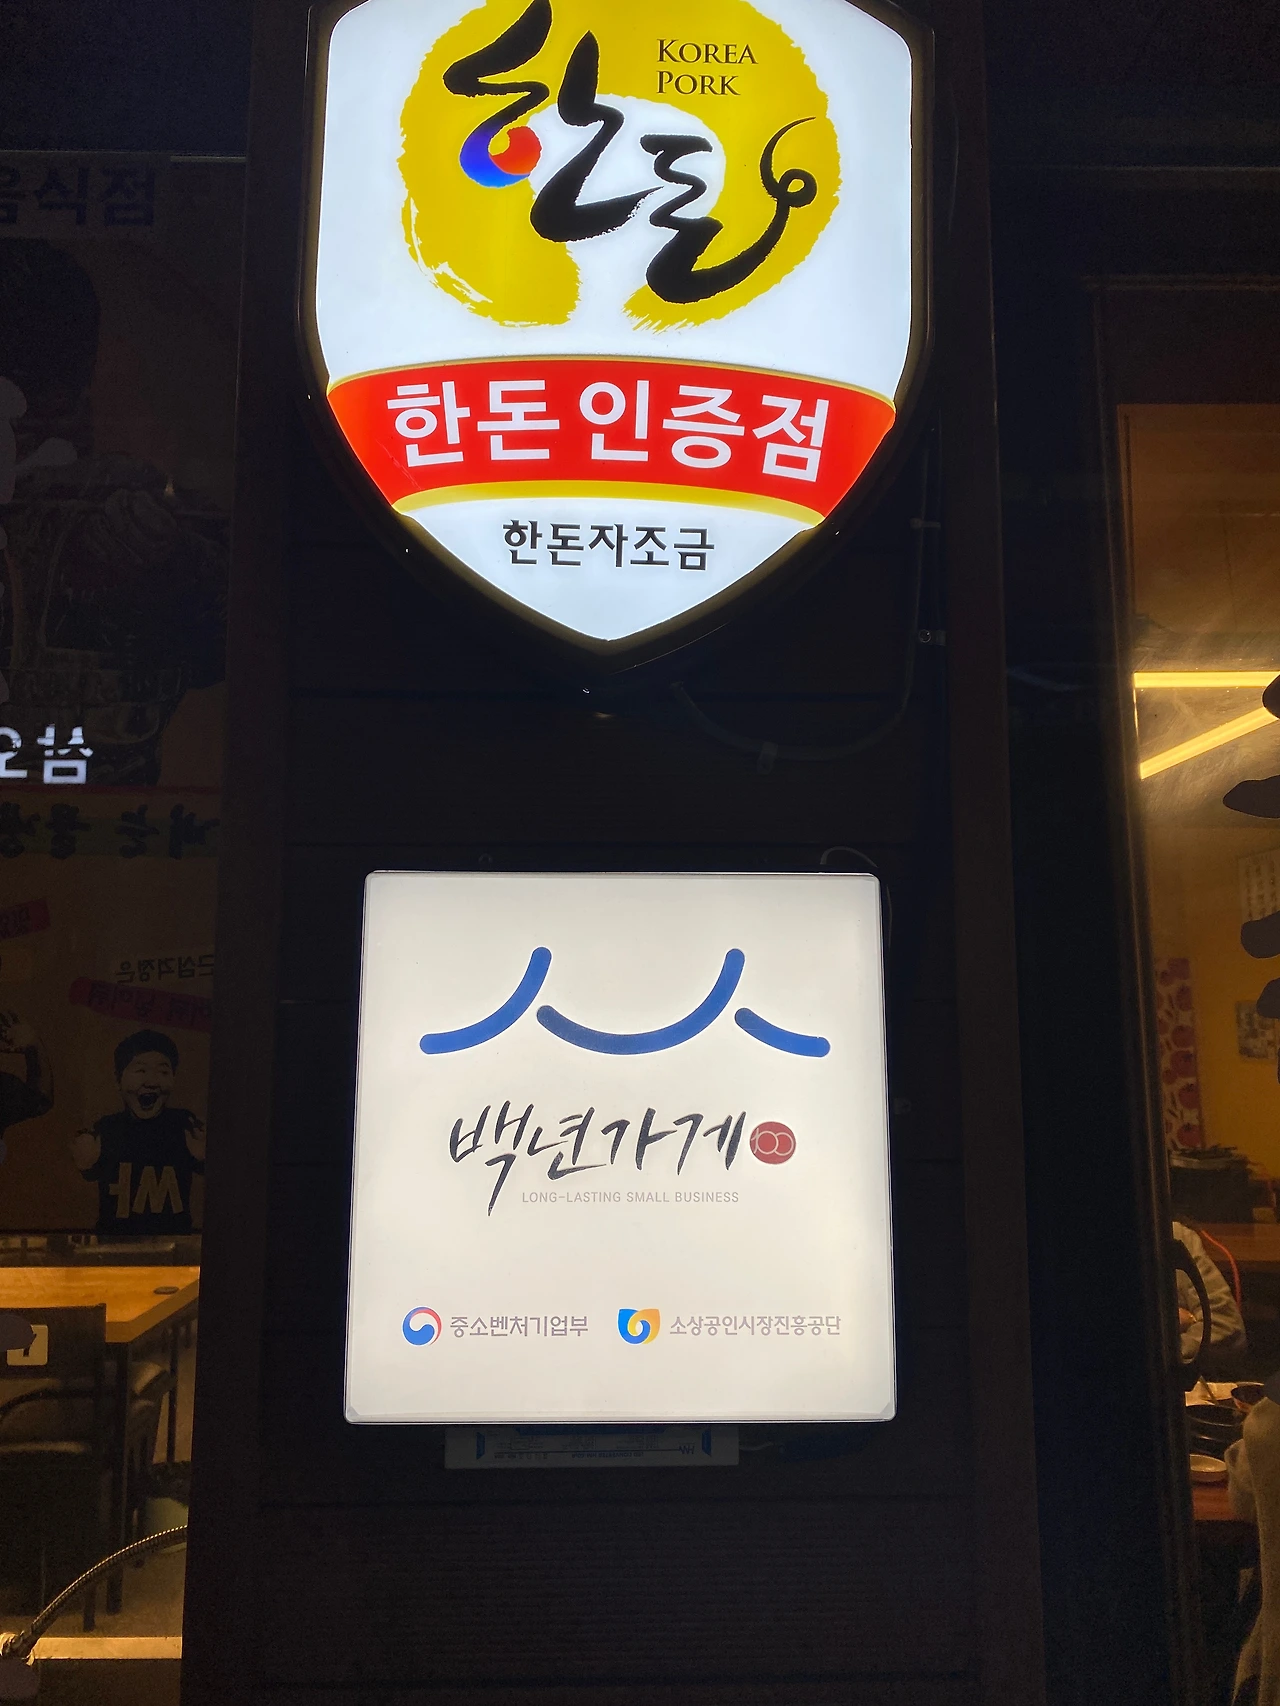 한돈
KOREA
PORK
한돈 인증점
한돈자조금
음식점
백년가게 100
LONG-LASTING SMALL BUSINESS
중소벤처기업부
소상공인시장진흥공단